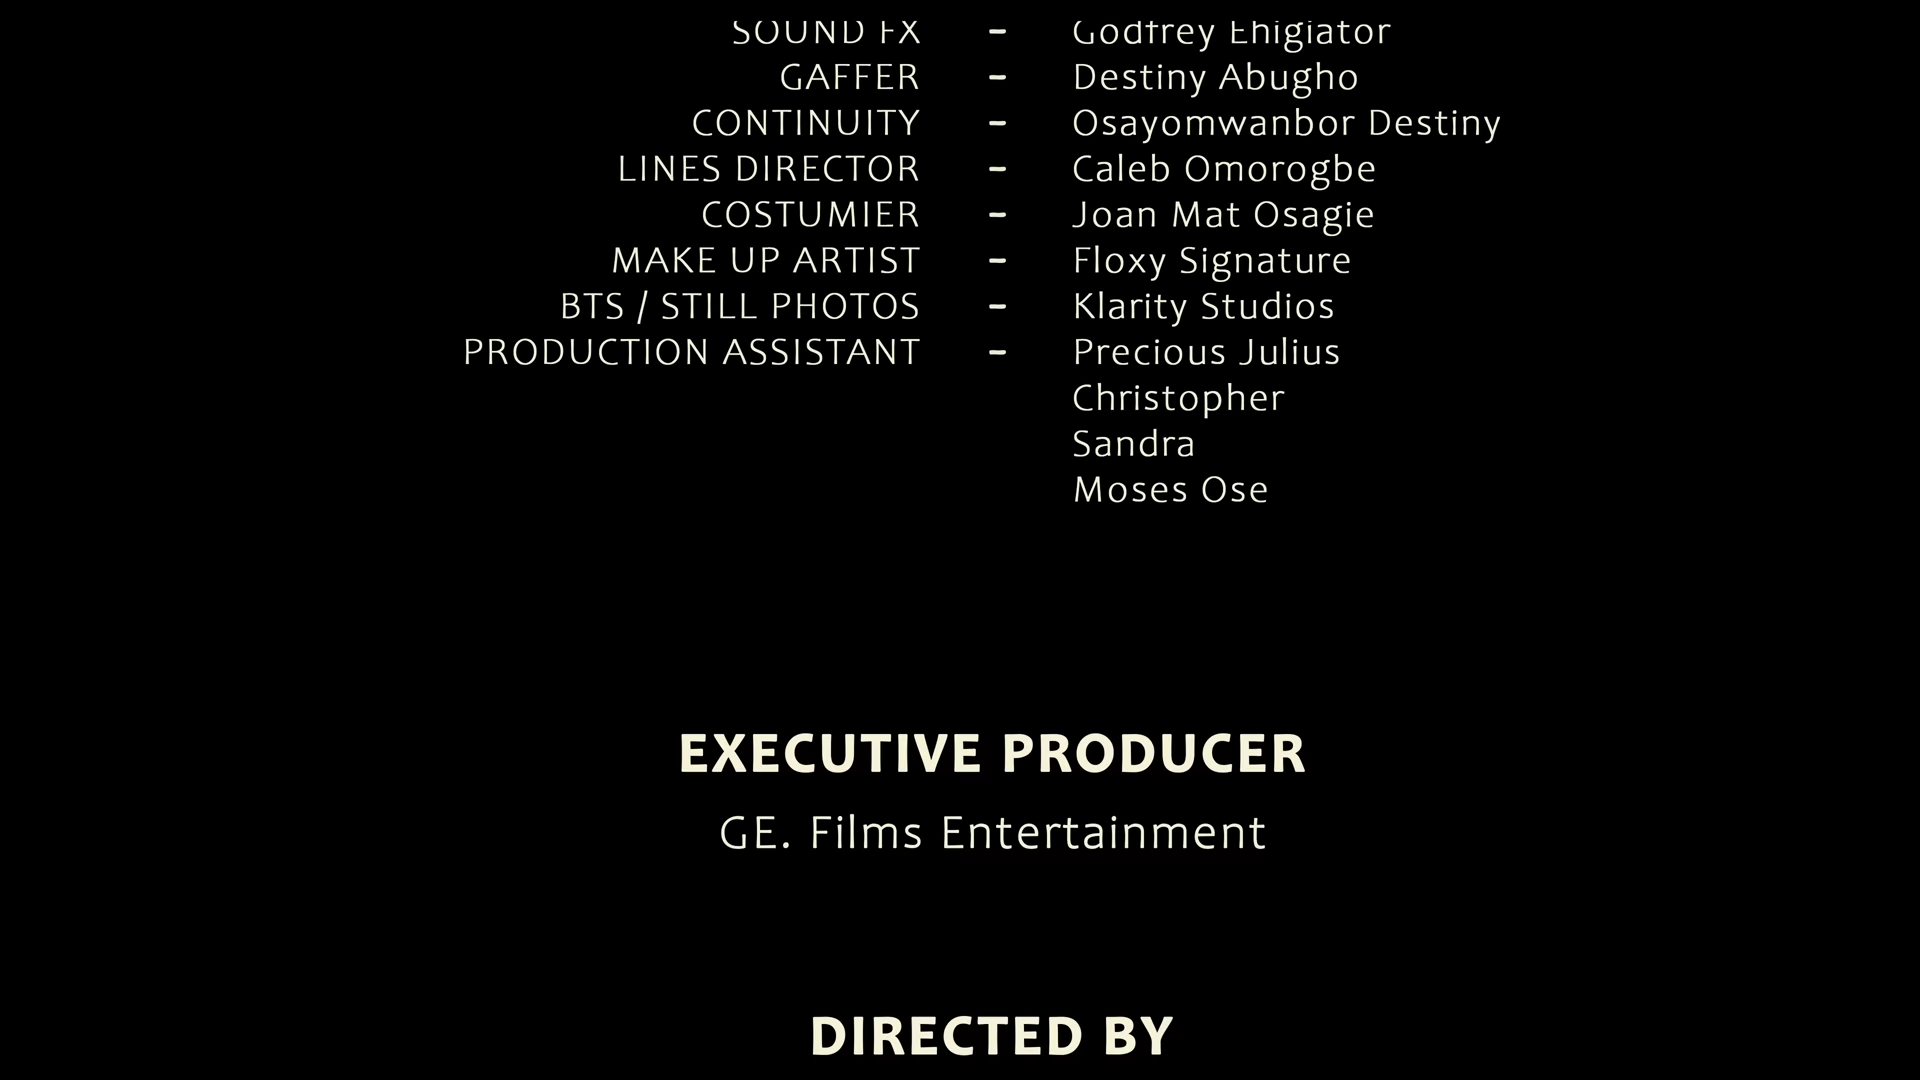 SOUND FX - Godfrey Ehigiator
GAFFER - Destiny Abugho
CONTINUITY - Osayomwanbor Destiny
LINES DIRECTOR - Caleb Omorogbe
COSTUMIER - Joan Mat Osagie
MAKE UP ARTIST - Floxy Signature
BTS / STILL PHOTOS - Klarity Studios
PRODUCTION ASSISTANT - Precious Julius
Christopher
Sandra
Moses Ose
EXECUTIVE PRODUCER
GE. Films Entertainment
DIRECTED BY